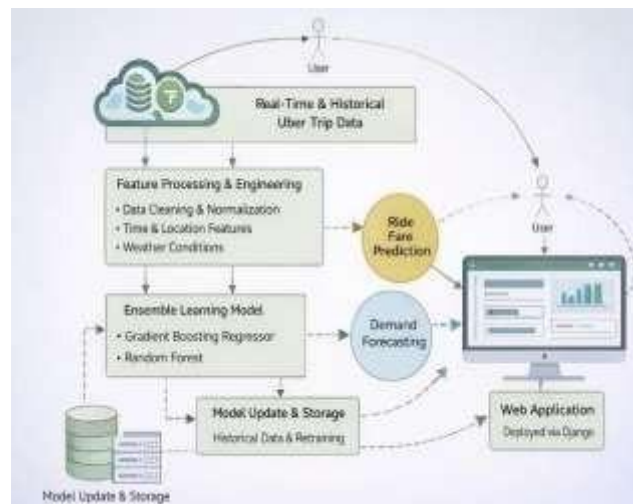 User
Real-Time & Historical
Uber Trip Data
Feature Processing & Engineering
• Data Cleaning & Normalization
• Time & Location Features
• Weather Conditions
Ride
Fare
Prediction
User
Ensemble Learning Model
• Gradient Boosting Regressor
• Random Forest
Demand
Forecasting
Model Update & Storage
Historical Data & Retraining
Web Application
Deployed via Django
Model Update & Storage